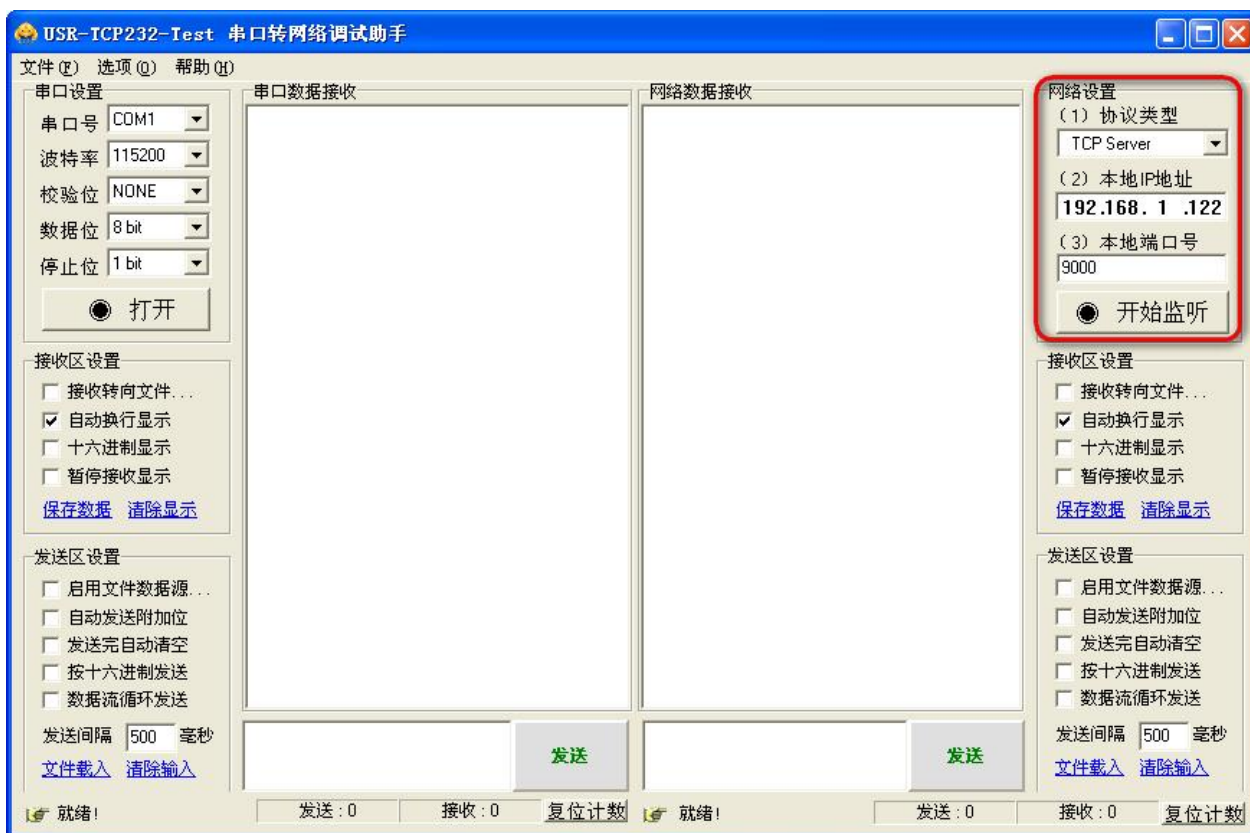 USR-TCP232-Test 串口转网络调试助手
文件(F) 选项(O) 帮助(H)
串口设置
串口号 COM1
波特率 115200
校验位 NONE
数据位 8 bit
停止位 1 bit
打开
接收区设置
接收转向文件...
自动换行显示
十六进制显示
暂停接收显示
保存数据 清除显示
发送区设置
启用文件数据源...
自动发送附加位
发送完自动清空
按十六进制发送
数据流循环发送
发送间隔 500 毫秒
文件载入 清除输入
串口数据接收
发送
网络数据接收
发送
网络设置
(1) 协议类型
TCP Server
(2) 本地IP地址
192.168. 1 .122
(3) 本地端口号
9000
开始监听
接收区设置
接收转向文件...
自动换行显示
十六进制显示
暂停接收显示
保存数据 清除显示
发送区设置
启用文件数据源...
自动发送附加位
发送完自动清空
按十六进制发送
数据流循环发送
发送间隔 500 毫秒
文件载入 清除输入
就绪! 发送:0 接收:0 复位计数 就绪! 发送:0 接收:0 复位计数